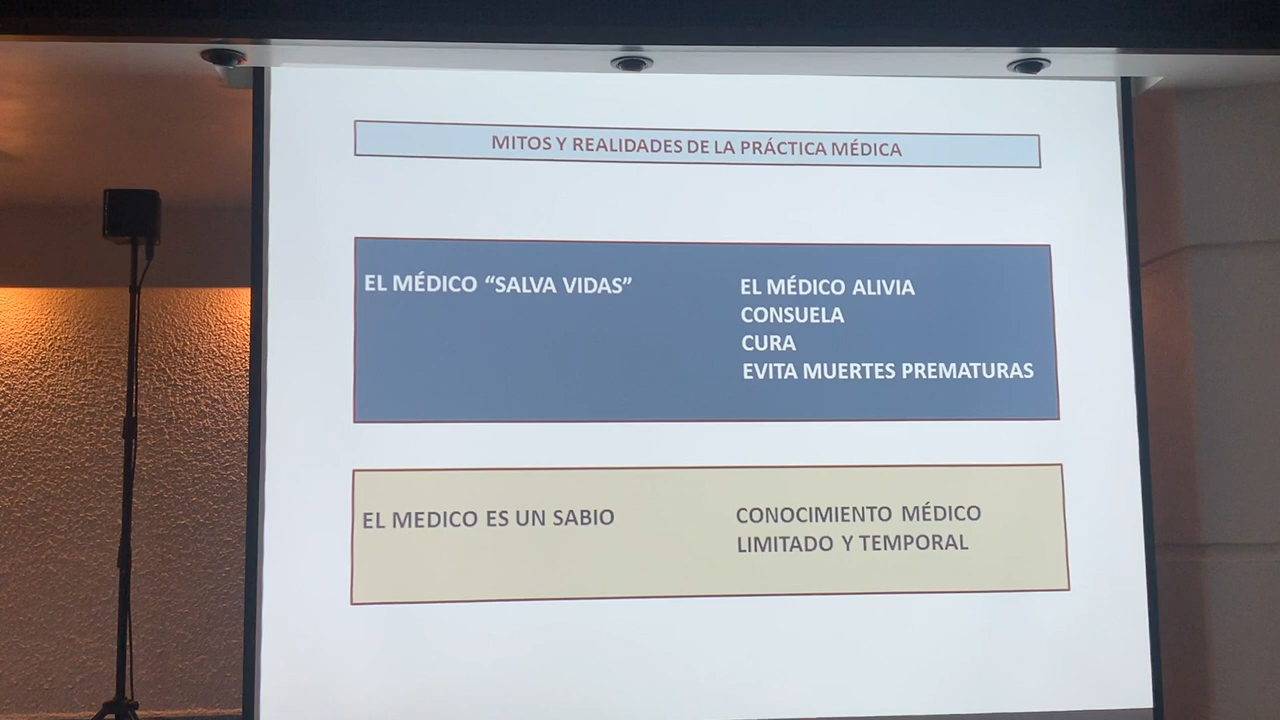 MITOS Y REALIDADES DE LA PRÁCTICA MÉDICA
EL MÉDICO “SALVA VIDAS”
EL MÉDICO ALIVIA
CONSUELA
CURA
EVITA MUERTES PREMATURAS
EL MEDICO ES UN SABIO
CONOCIMIENTO MÉDICO
LIMITADO Y TEMPORAL